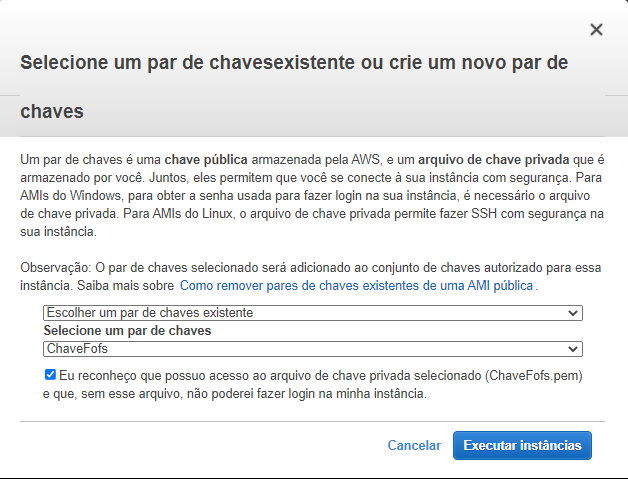 Selecione um par de chavesexistente ou crie um novo par de
chaves
Um par de chaves é uma chave pública armazenada pela AWS, e um arquivo de chave privada que é
armazenado por você. Juntos, eles permitem que você se conecte à sua instância com segurança. Para
AMIs do Windows, para obter a senha usada para fazer login na sua instância, é necessário o arquivo
de chave privada. Para AMIs do Linux, o arquivo de chave privada permite fazer SSH com segurança na
sua instância.
Observação: O par de chaves selecionado será adicionado ao conjunto de chaves autorizado para essa
instância. Saiba mais sobre Como remover pares de chaves existentes de uma AMI pública .
Escolher um par de chaves existente
Selecione um par de chaves
ChaveFofs
Eu reconheço que possuo acesso ao arquivo de chave privada selecionado (ChaveFofs.pem)
e que, sem esse arquivo, não poderei fazer login na minha instância.
Cancelar Executar instâncias